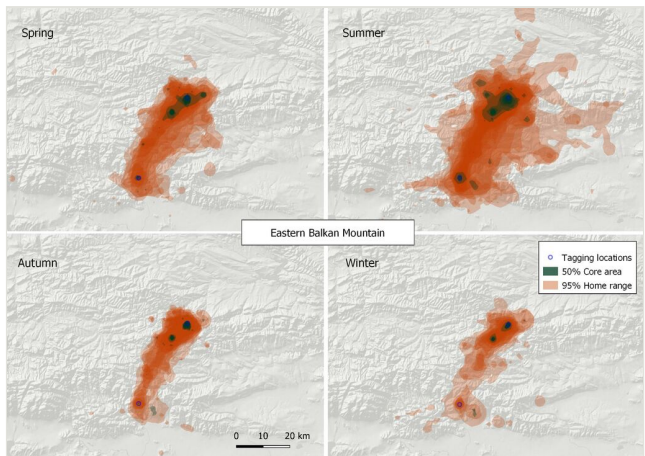 Spring
Summer
Eastern Balkan Mountain
Autumn
Winter
Tagging locations
50% Core area
95% Home range
0 10 20 km